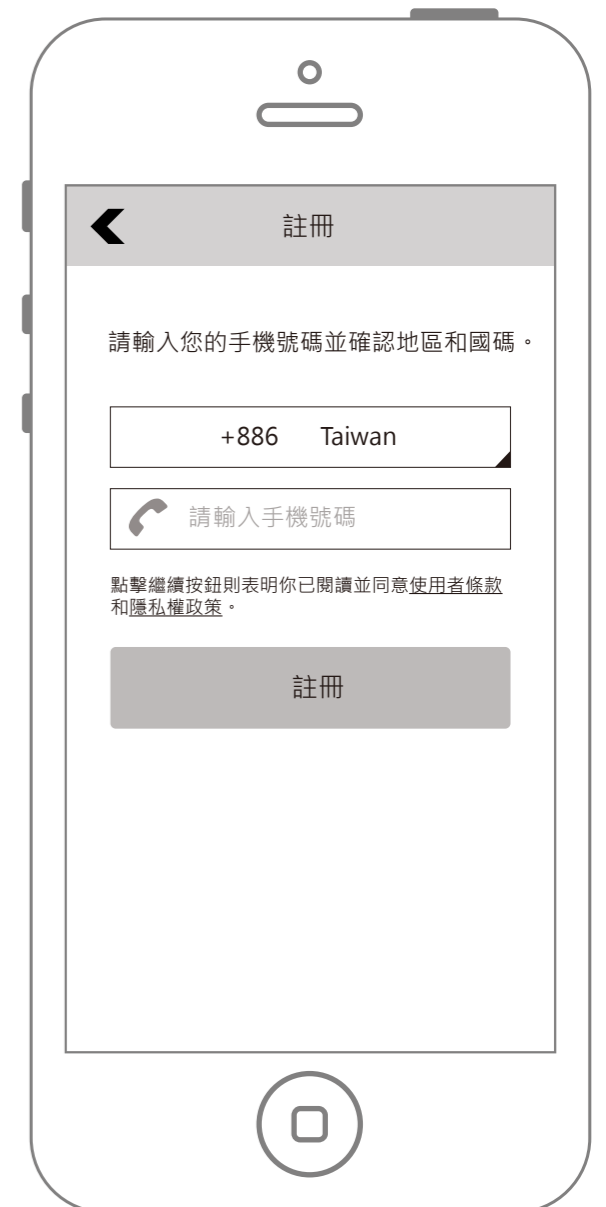 註冊
請輸入您的手機號碼並確認地區和國碼。
+886 Taiwan
請輸入手機號碼
點擊繼續按鈕則表明你已閱讀並同意使用者條款
和隱私權政策。
註冊